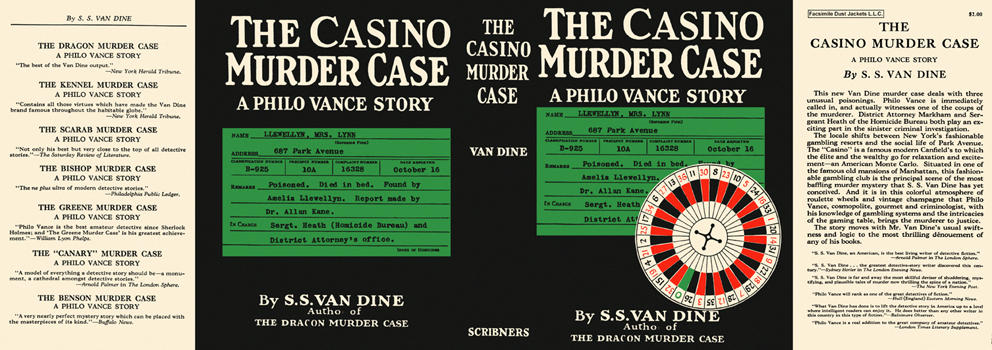 By S. S. VAN DINE
THE DRAGON MURDER CASE
A PHILO VANCE STORY
"The best of the Van Dine output."
—New York Herald Tribune.
THE KENNEL MURDER CASE
A PHILO VANCE STORY
"Contains all those virtues which have made the Van Dine
brand famous throughout the habitable globe."
—New York Herald Tribune.
THE SCARAB MURDER CASE
A PHILO VANCE STORY
"Not only his best but very close to the top of all detective
stories."—The Saturday Review of Literature.
THE BISHOP MURDER CASE
A PHILO VANCE STORY
"The ne plus ultra of modern detective stories."
—Philadelphia Public Ledger.
THE GREENE MURDER CASE
A PHILO VANCE STORY
"Philo Vance is the best amateur detective since Sherlock
Holmes; and 'The Greene Murder Case' is his greatest achieve-
ment."—William Lyon Phelps.
THE "CANARY" MURDER CASE
A PHILO VANCE STORY
"A model of everything a detective story should be—a monu-
ment, a cathedral amongst detective stories."
—Arnold Palmer in The London Sphere.
THE BENSON MURDER CASE
A PHILO VANCE STORY
"A very nearly perfect mystery story which can be placed with
the masterpieces of its kind."—Buffalo News.
THE CASINO
MURDER CASE
A PHILO VANCE STORY
NAME LLEWELLYN, MRS. LYNN
(Surname First)
ADDRESS 687 Park Avenue
CLASSIFICATION NUMBER PRECINCT NUMBER COMPLAINT NUMBER DATE REPORTED
B-925 10A 16328 October 16
REMARKS Poisoned. Died in bed. Found by
Amelia Llewellyn. Report made by
Dr. Allan Kane.
IN CHARGE Sergt. Heath (Homicide Bureau) and
District Attorney's office.
INDEX OF HOMICIDES
By S.S. VAN DINE
Autho of
THE DRACON MURDER CASE
THE
CASINO
MURDER
CASE
VAN DINE
SCRIBNERS
THE CASINO
MURDER CASE
A PHILO VANCE STORY
NAME LLEWELLYN, MRS. LYNN
(Surname First)
ADDRESS 687 Park Avenue
CLASSIFICATION NUMBER PRECINCT NUMBER COMPLAINT NUMBER DATE REPORTED
B-925 10A 16328 October 16
REMARKS Poisoned. Died in bed. Found by
Amelia Llewellyn.
Dr. Allan
IN CHARGE Sergt. Heath
District At
By S.S. VAN DINE
Author of
THE DRACON MURDER CASE
Facsimile Dust Jackets L.L.C.
$2.00
THE
CASINO MURDER CASE
A PHILO VANCE STORY
By S. S. VAN DINE
This new Van Dine murder case deals with three
unusual poisonings. Philo Vance is immediately
called in, and actually witnesses one of the coups of
the murderer. District Attorney Markham and Ser-
geant Heath of the Homicide Bureau both play an ex-
citing part in the sinister criminal investigation.
The locale shifts between New York's fashionable
gambling resorts and the social life of Park Avenue.
The "Casino" is a famous modern Canfield's to which
the élite and the wealthy go for relaxation and excite-
ment—an American Monte Carlo. Situated in one of
the famous old mansions of Manhattan, this fashion-
able gambling club is the principal scene of the most
baffling murder mystery that S. S. Van Dine has yet
conceived. And it is in this colorful atmosphere of
roulette wheels and vintage champagne that Philo
Vance, cosmopolite, gourmet and criminologist, with
his knowledge of gambling systems and the intricacies
of the gaming table, brings the murderer to justice.
The story moves with Mr. Van Dine's usual swift-
ness and logic to the most thrilling dénouement of
any of his books.
"S. S. Van Dine, an American, is the best living writer of detective fiction."
—Arnold Palmer in The London Sphere.
"S. S. Van Dine . . . the greatest detective-story writer discovered this cen-
tury."—Sydney Horler in The London Evening News.
"S. S. Van Dine is far and away the most skilful deviser of shuddering, mys-
tifying, and plausible tales of murder now thrilling the spine of a nation."
—The New York Evening Post.
"Philo Vance will rank as one of the great detectives of fiction."
—Hull (England) Eastern Morning News.
"What Van Dine has done is to lift the detective story in America up to a level
where intelligent readers can enjoy it. He does better than any other writer in
this country in this type of fiction."—Baltimore Observer.
"Philo Vance is a real addition to the great company of amateur detectives."
—London Times Literary Supplement.